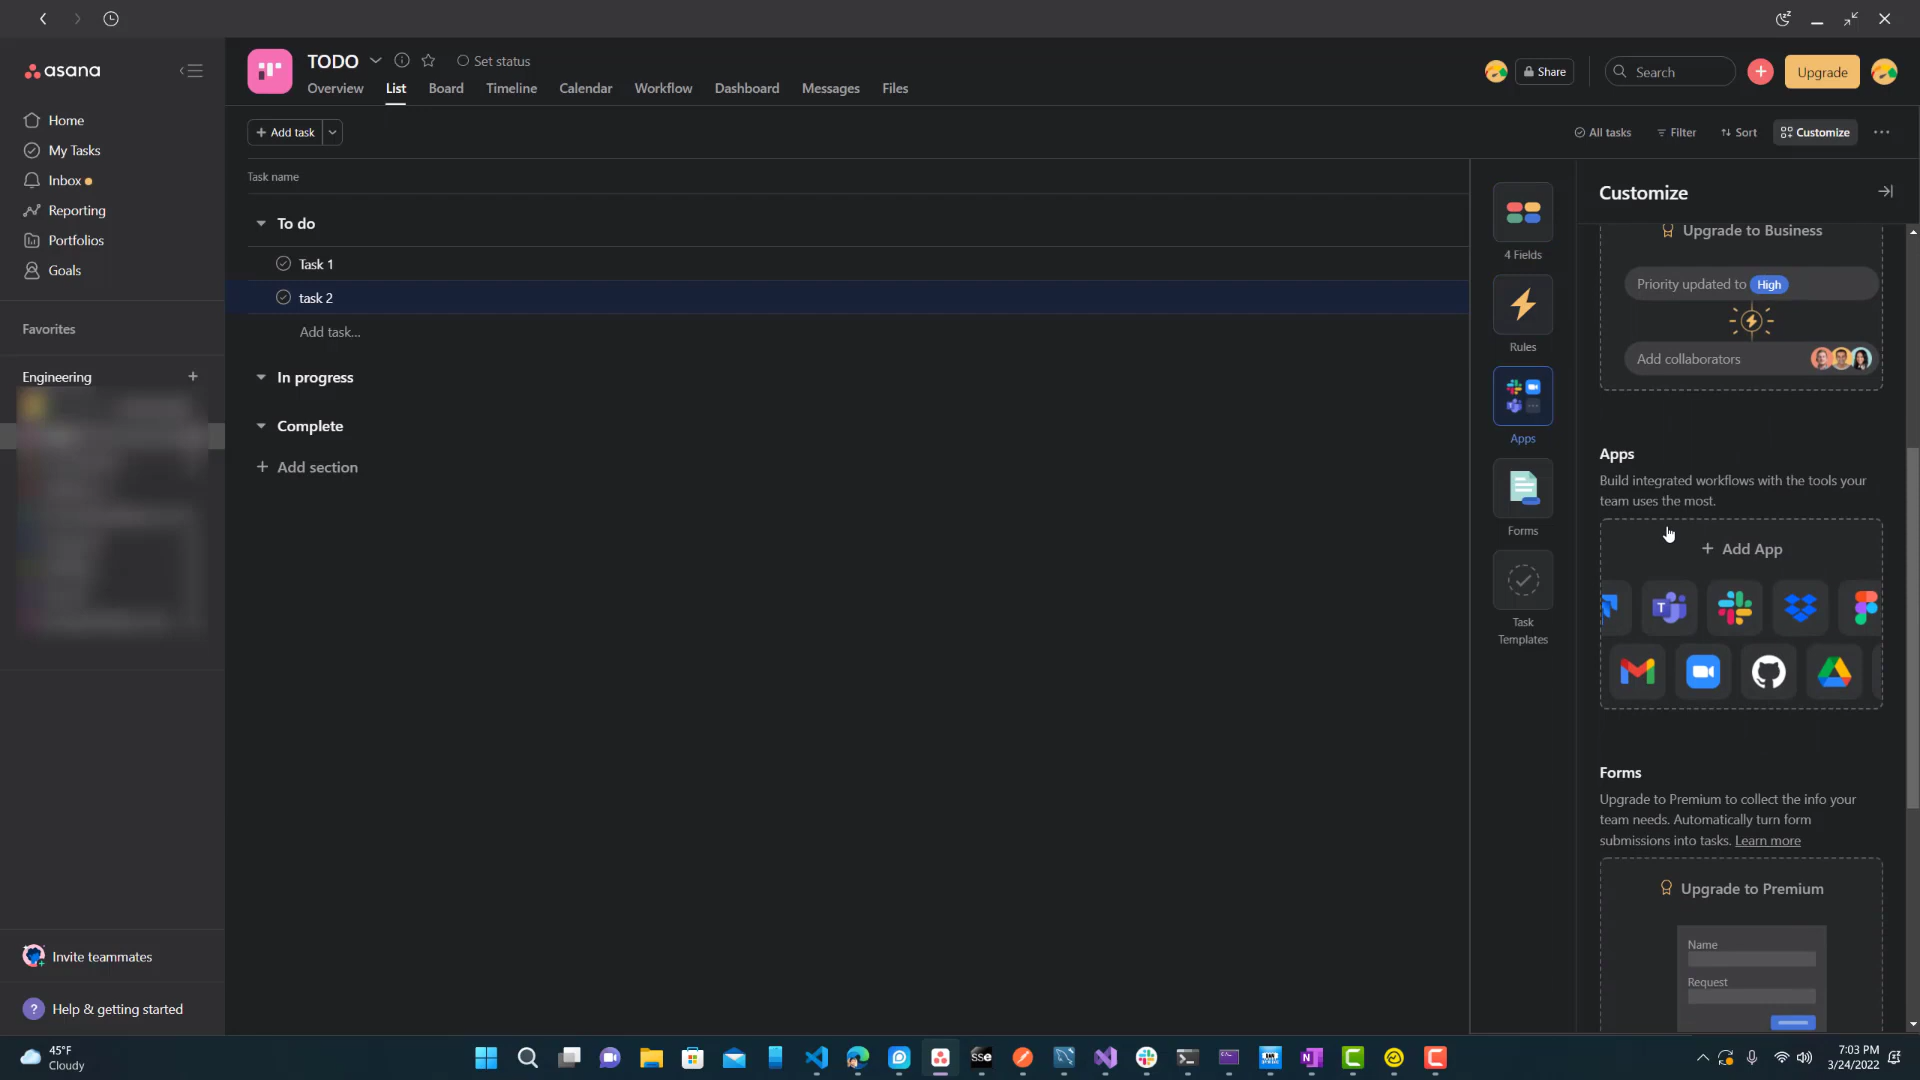 asana
Home
My Tasks
Inbox
Reporting
Portfolios
Goals
Favorites
Engineering
Invite teammates
? Help & getting started
TODO
Set status
Overview
List
Board
Timeline
Calendar
Workflow
Dashboard
Messages
Files
Share
Search
Upgrade
+ Add task
All tasks
Filter
Sort
Customize
Task name
To do
Task 1
task 2
Add task...
In progress
Complete
+ Add section
4 Fields
Rules
Apps
Forms
Task
Templates
Customize
Upgrade to Business
Priority updated to High
Add collaborators
Apps
Build integrated workflows with the tools your
team uses the most.
+ Add App
Forms
Upgrade to Premium to collect the info your
team needs. Automatically turn form
submissions into tasks. Learn more
Upgrade to Premium
Name
Request
45°F
Cloudy
7:03 PM
3/24/2022